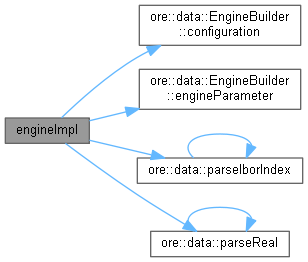 ore::data::EngineBuilder
::configuration
ore::data::EngineBuilder
::engineParameter
engineImpl
ore::data::parseIborIndex
ore::data::parseReal